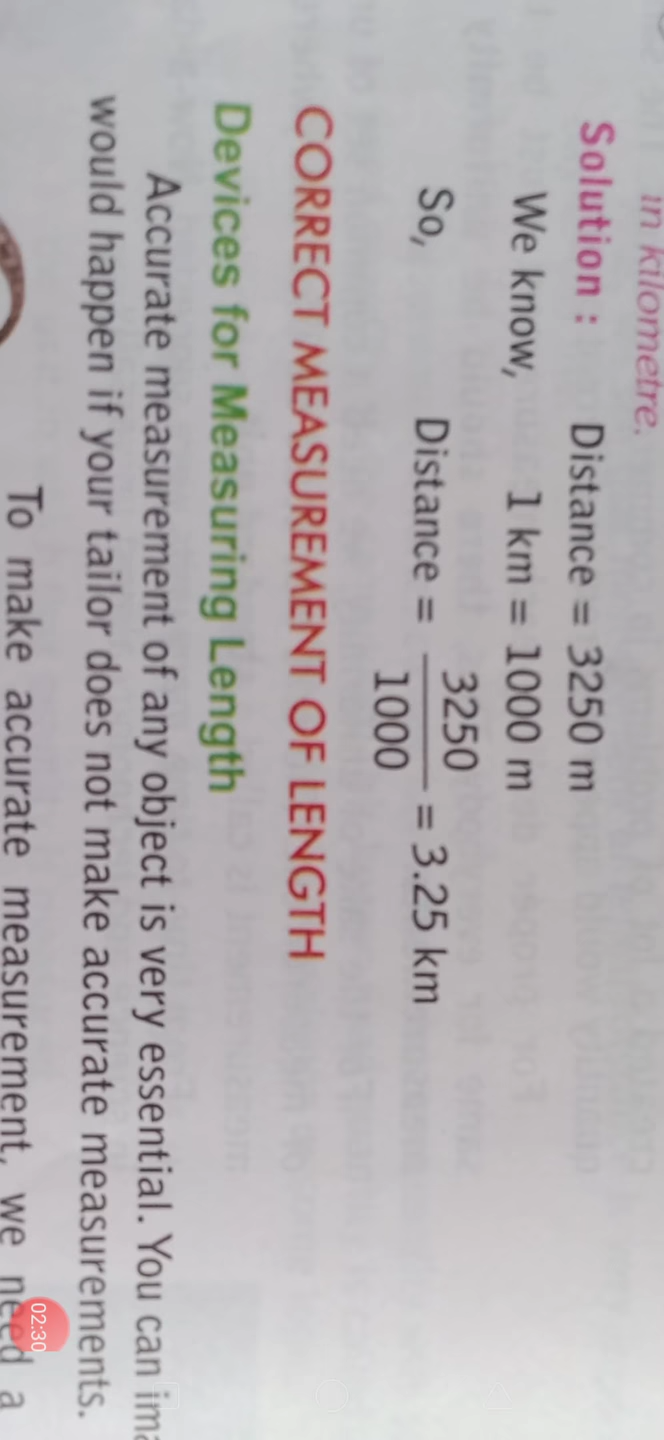 in kilometre.
Solution : Distance = 3250 m
We know, 1 km = 1000 m
So, Distance = 3250/1000 = 3.25 km
CORRECT MEASUREMENT OF LENGTH
Devices for Measuring Length
Accurate measurement of any object is very essential. You can ima
would happen if your tailor does not make accurate measurements.
To make accurate measurement, we need a
02:30